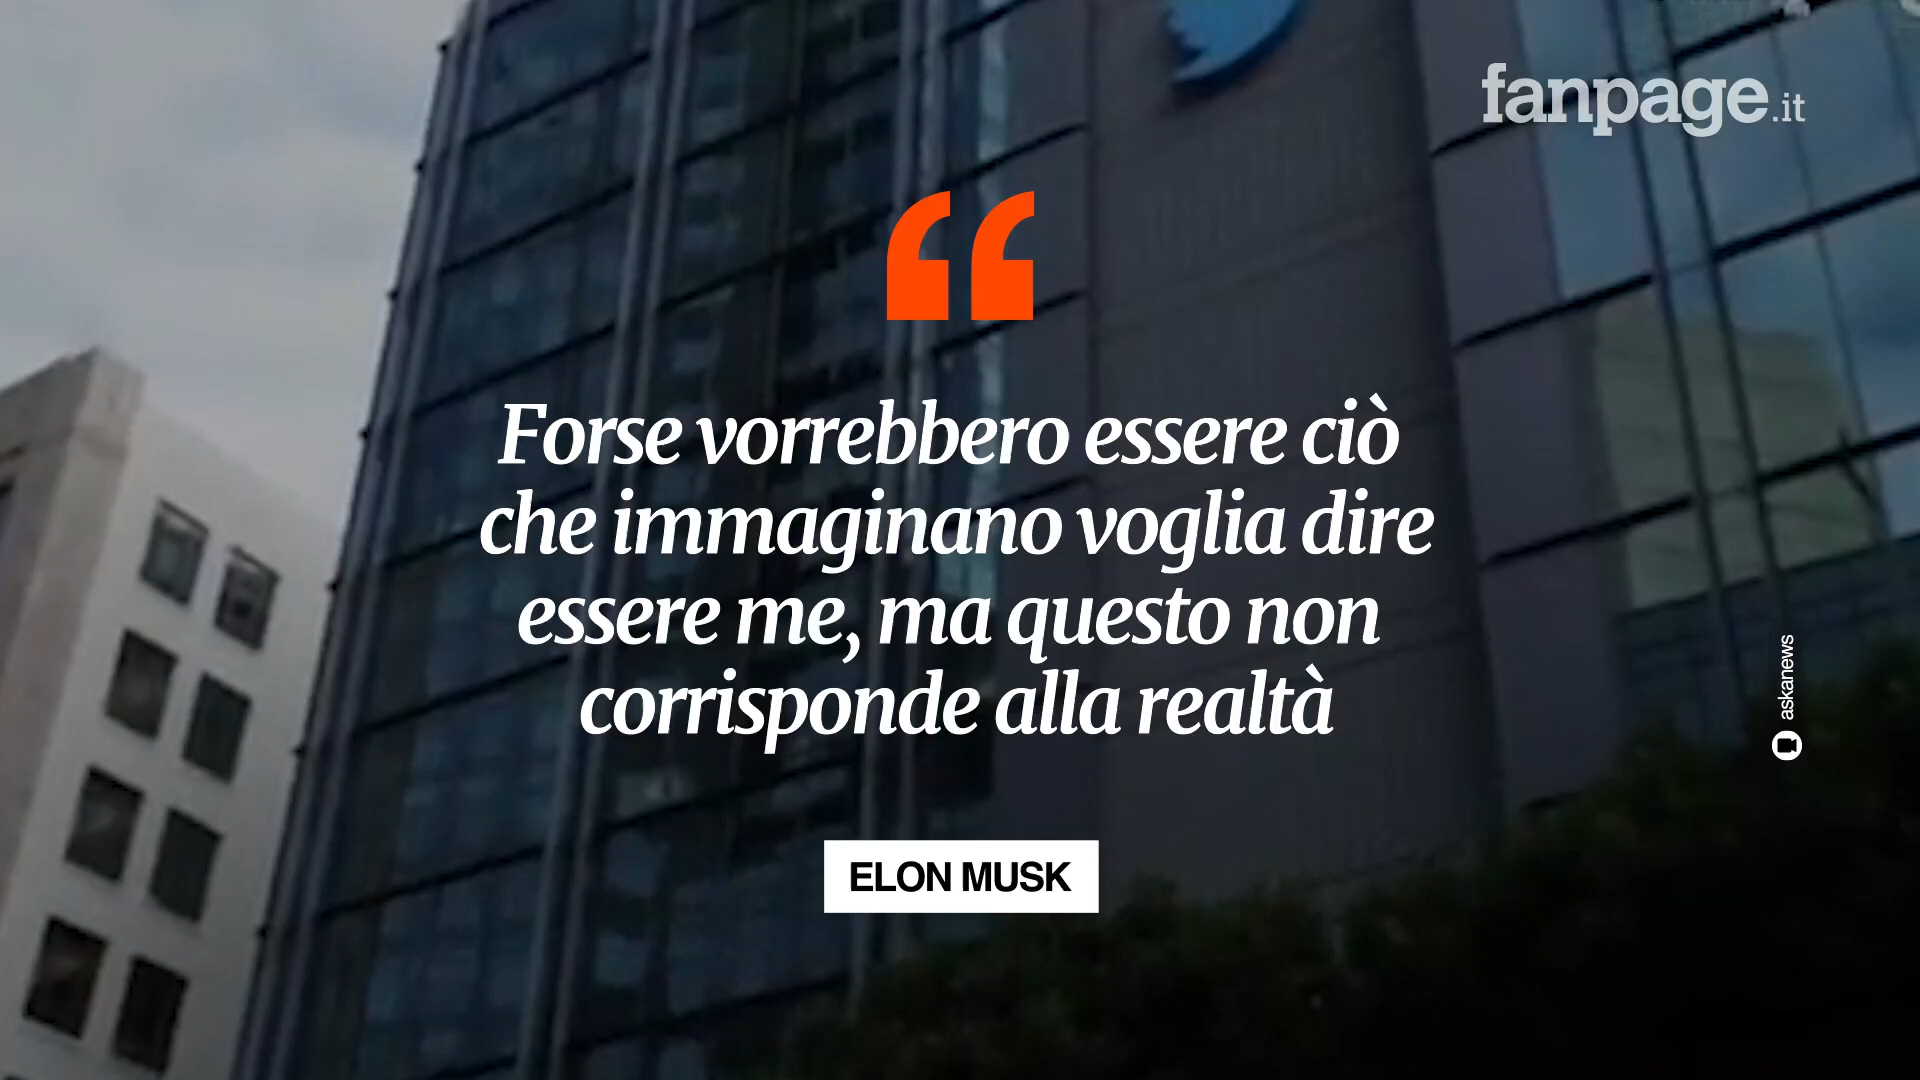 fanpage.it
“
Forse vorrebbero essere ciò
che immaginano voglia dire
essere me, ma questo non
corrisponde alla realtà
askanews
ELON MUSK